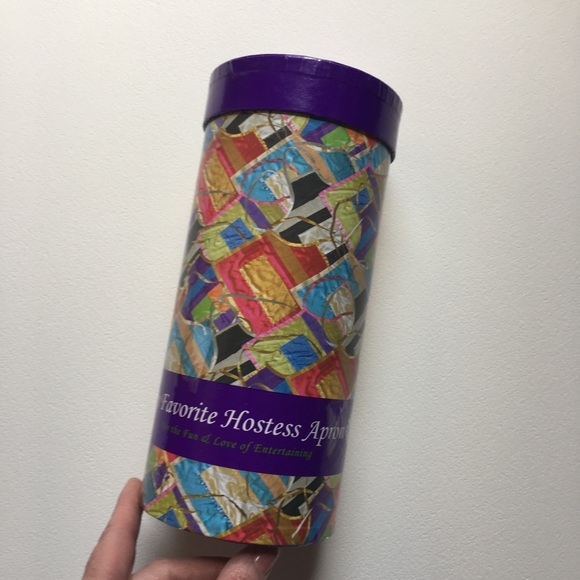 Favorite Hostess Apron
the Fun & Love of Entertaining